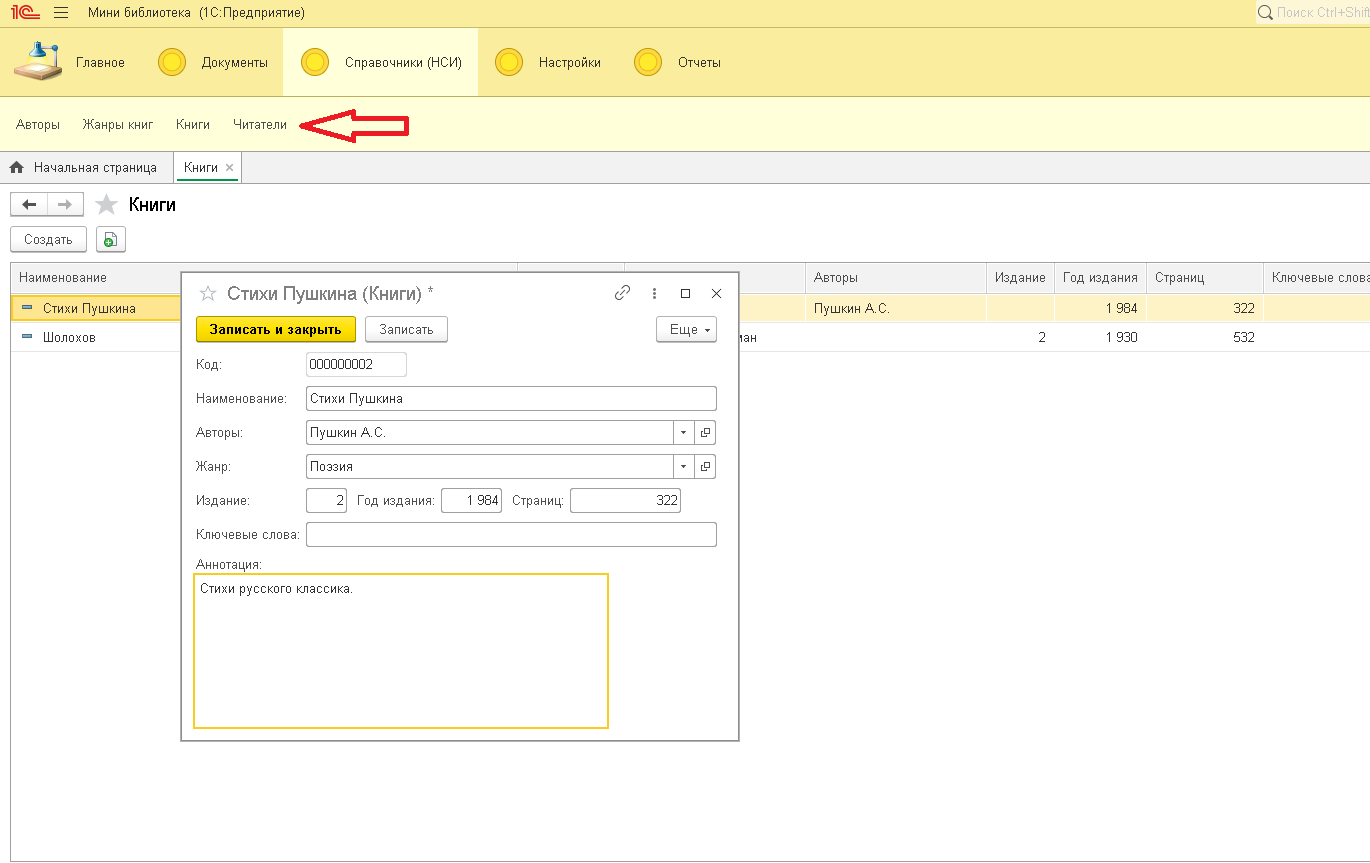 1С Мини библиотека (1С:Предприятие) Поиск Ctrl+Shift
Главное Документы Справочники (НСИ) Настройки Отчеты
Авторы Жанры книг Книги Читатели
Начальная страница Книги
Книги
Создать
Наименование Авторы Издание Год издания Страниц Ключевые слова
Стихи Пушкина Пушкин А.С. 1 984 322
Шолохов ман 2 1 930 532
Стихи Пушкина (Книги) *
Записать и закрыть Записать Еще
Код: 000000002
Наименование: Стихи Пушкина
Авторы: Пушкин А.С.
Жанр: Поэзия
Издание: 2 Год издания: 1 984 Страниц: 322
Ключевые слова:
Аннотация:
Стихи русского классика.